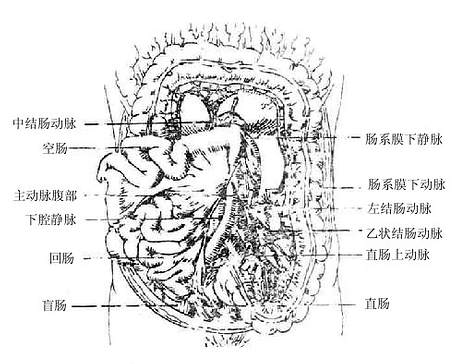 中结肠动脉
空肠
主动脉腹部
下腔静脉
回肠
盲肠
肠系膜下静脉
肠系膜下动脉
左结肠动脉
乙状结肠动脉
直肠上动脉
直肠